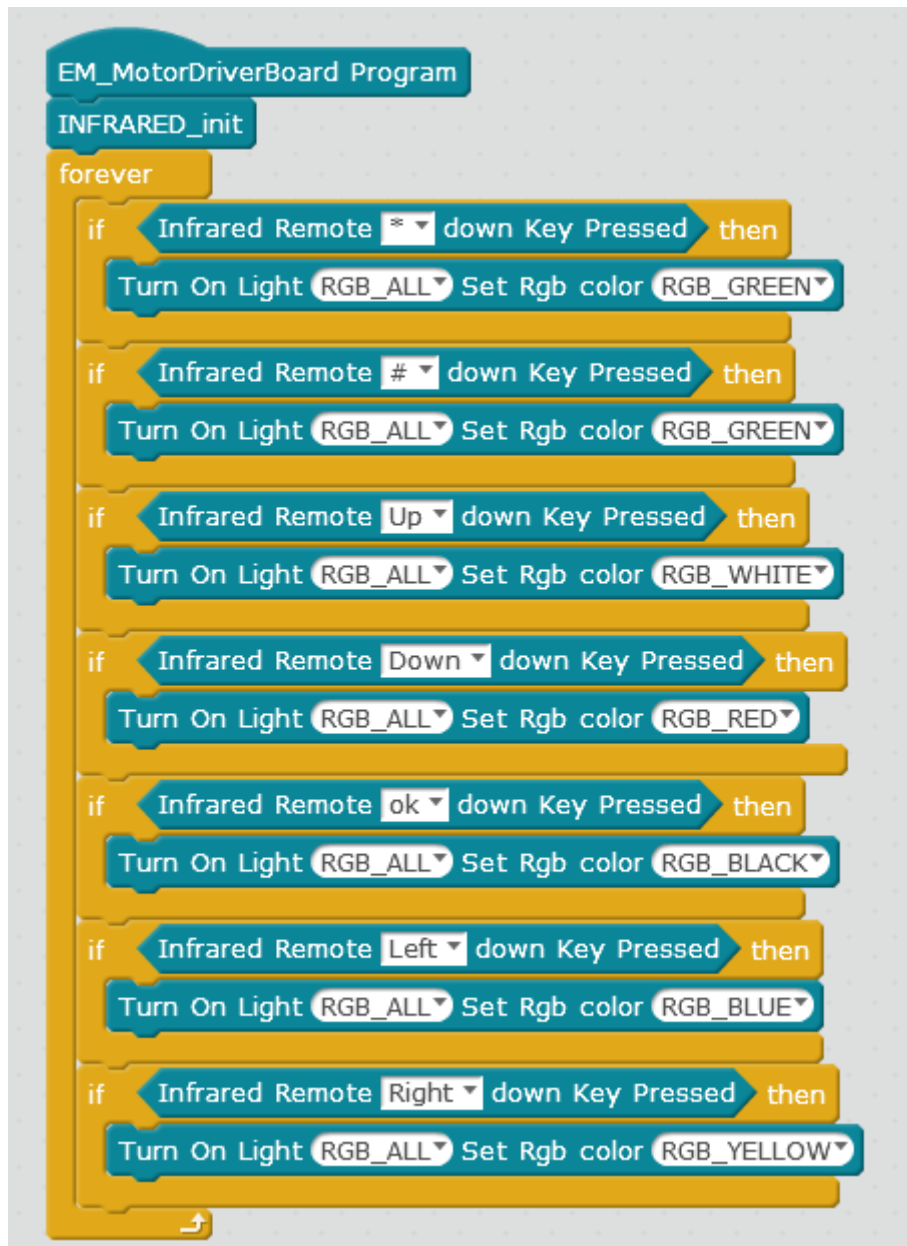 EM_MotorDriverBoard Program
INFRARED_init
forever
if Infrared Remote * down Key Pressed then
Turn On Light RGB_ALL Set Rgb color RGB_GREEN
if Infrared Remote # down Key Pressed then
Turn On Light RGB_ALL Set Rgb color RGB_GREEN
if Infrared Remote Up down Key Pressed then
Turn On Light RGB_ALL Set Rgb color RGB_WHITE
if Infrared Remote Down down Key Pressed then
Turn On Light RGB_ALL Set Rgb color RGB_RED
if Infrared Remote ok down Key Pressed then
Turn On Light RGB_ALL Set Rgb color RGB_BLACK
if Infrared Remote Left down Key Pressed then
Turn On Light RGB_ALL Set Rgb color RGB_BLUE
if Infrared Remote Right down Key Pressed then
Turn On Light RGB_ALL Set Rgb color RGB_YELLOW